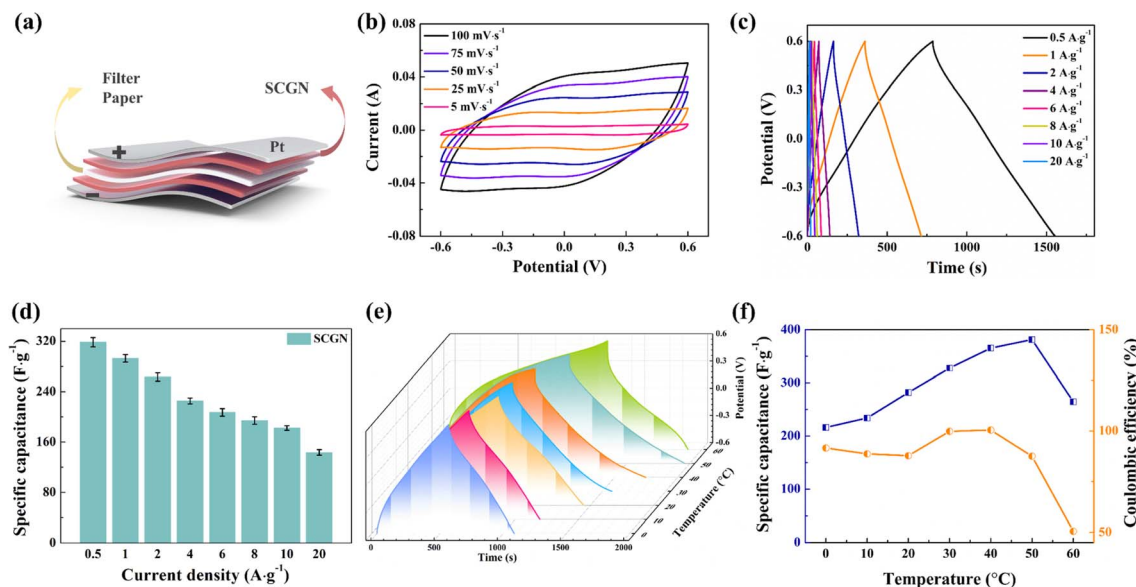 (a)
Filter
Paper
SCGN
Pt
+
−
(b)
100 mV·s⁻¹
75 mV·s⁻¹
50 mV·s⁻¹
25 mV·s⁻¹
5 mV·s⁻¹
Current (A)
0.08
0.04
0.00
-0.04
-0.08
-0.6 -0.3 0.0 0.3 0.6
Potential (V)
(c)
0.5 A·g⁻¹
1 A·g⁻¹
2 A·g⁻¹
4 A·g⁻¹
6 A·g⁻¹
8 A·g⁻¹
10 A·g⁻¹
20 A·g⁻¹
Potential (V)
0.6
0.3
0.0
-0.3
-0.6
0 500 1000 1500
Time (s)
(d)
SCGN
Specific capacitance (F·g⁻¹)
320
240
160
80
0
0.5 1 2 4 6 8 10 20
Current density (A·g⁻¹)
(e)
0.6
0.3
0.0
-0.3
-0.6
Potential (V)
60
50
40
30
20
10
0
Temperature (°C)
0 500 1000 1500 2000
Time (s)
(f)
Specific capacitance (F·g⁻¹)
400
300
200
100
0
150
100
50
Coulombic efficiency (%)
0 10 20 30 40 50 60
Temperature (°C)